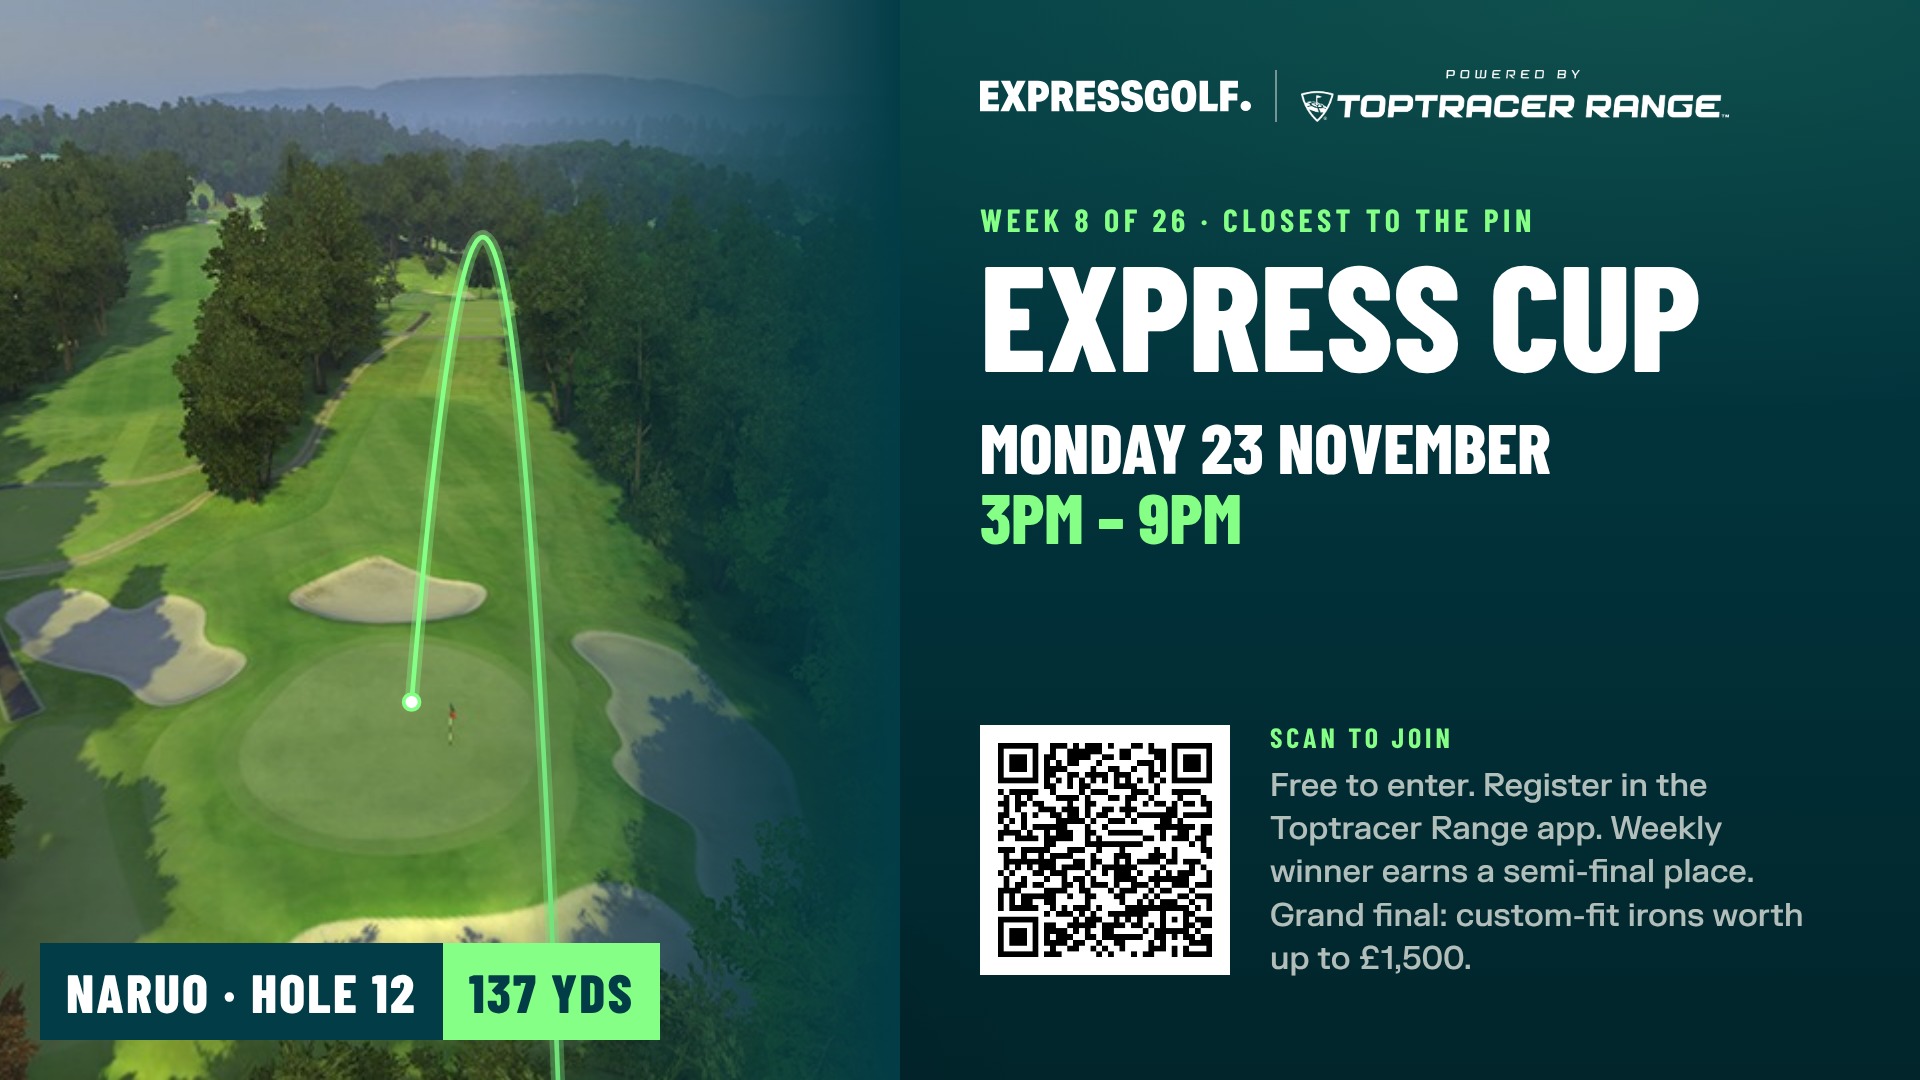 EXPRESSGOLF.
POWERED BY
TOPTRACER RANGE™
WEEK 8 OF 26 · CLOSEST TO THE PIN
EXPRESS CUP
MONDAY 23 NOVEMBER
3PM – 9PM
SCAN TO JOIN
Free to enter. Register in the
Toptracer Range app. Weekly
winner earns a semi-final place.
Grand final: custom-fit irons worth
up to £1,500.
NARUO · HOLE 12
137 YDS